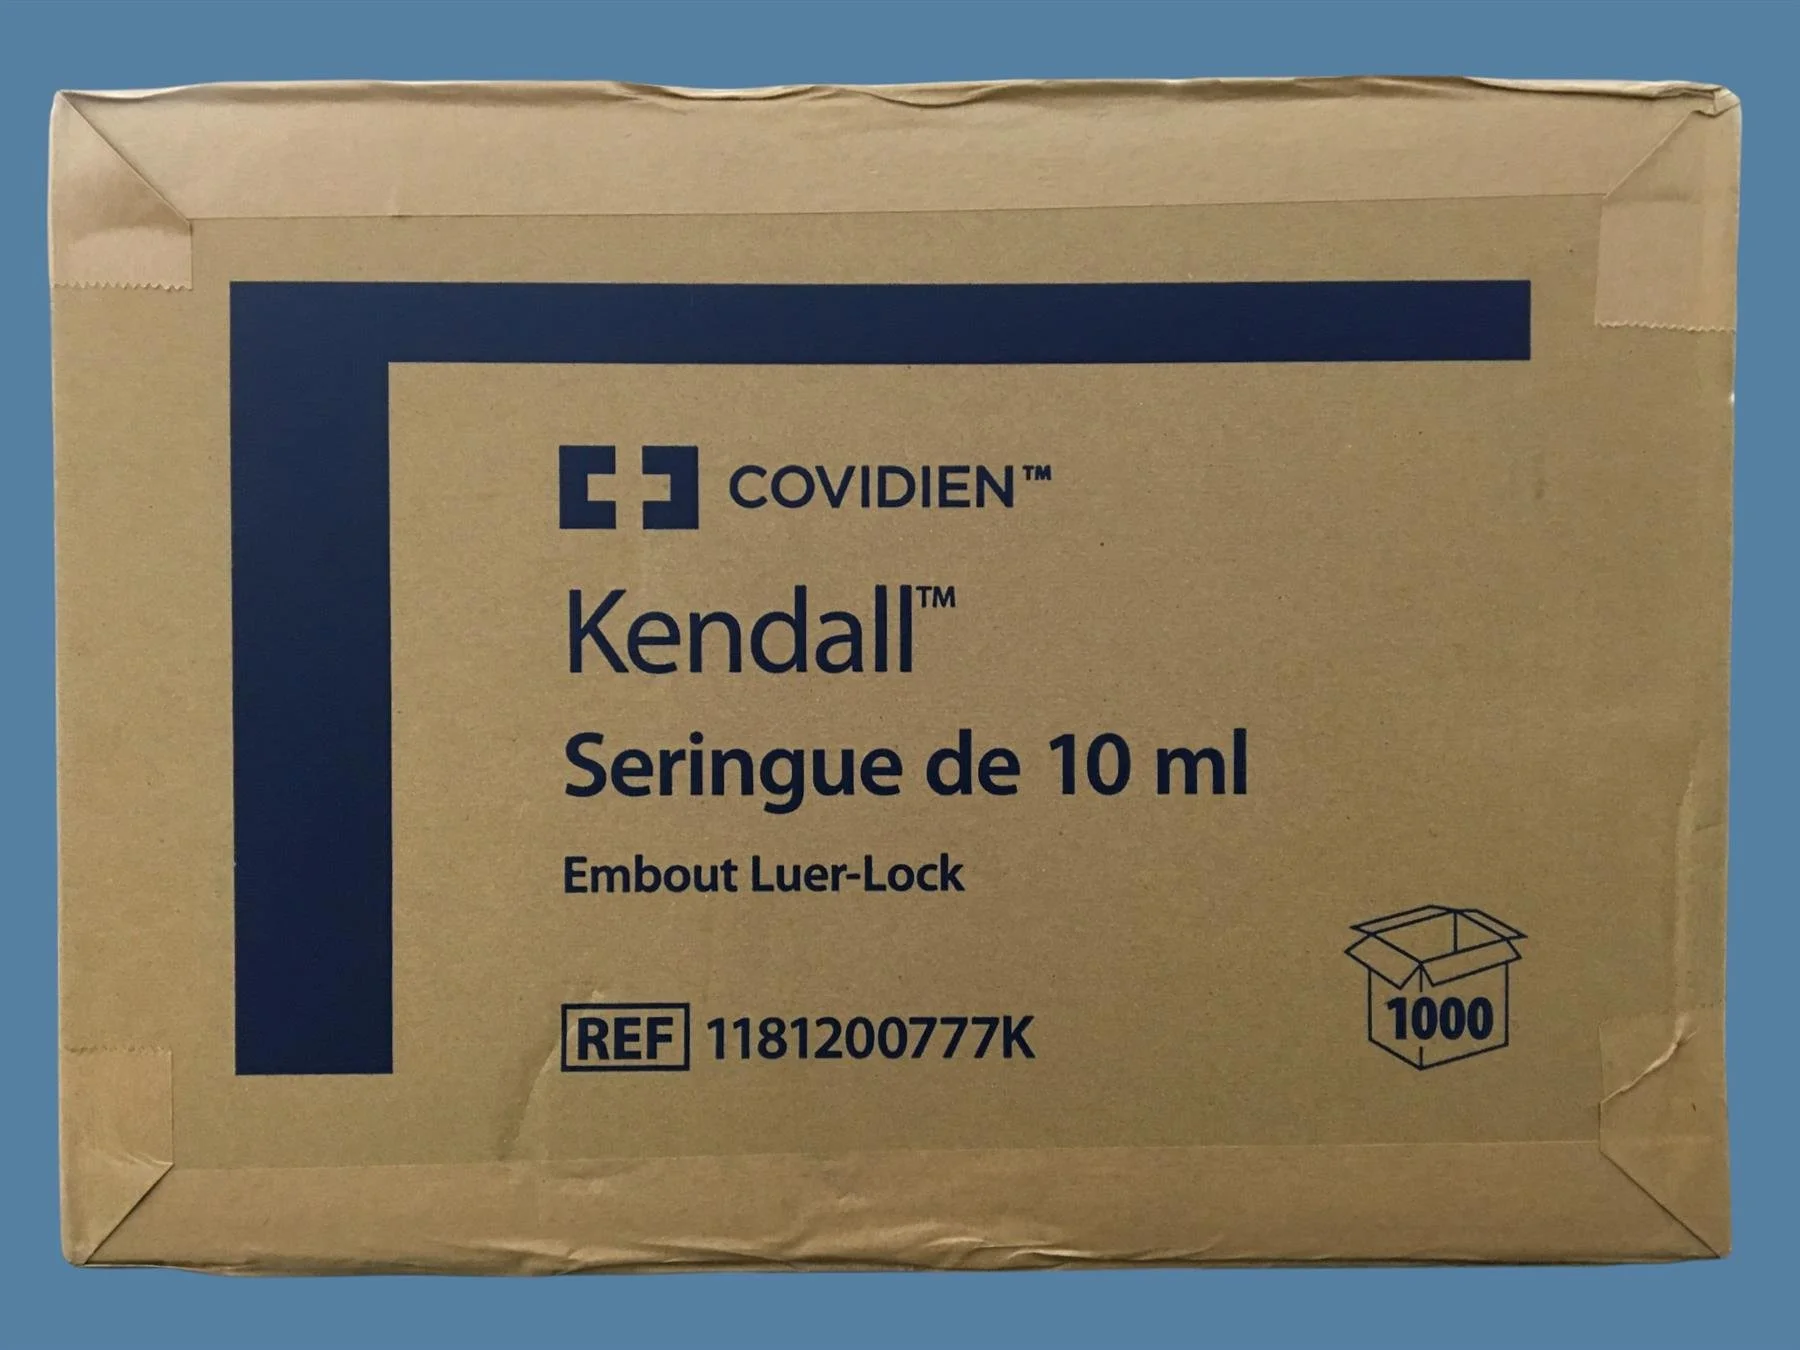 COVIDIEN™
Kendall™
Seringue de 10 ml
Embout Luer-Lock
REF 1181200777K
1000